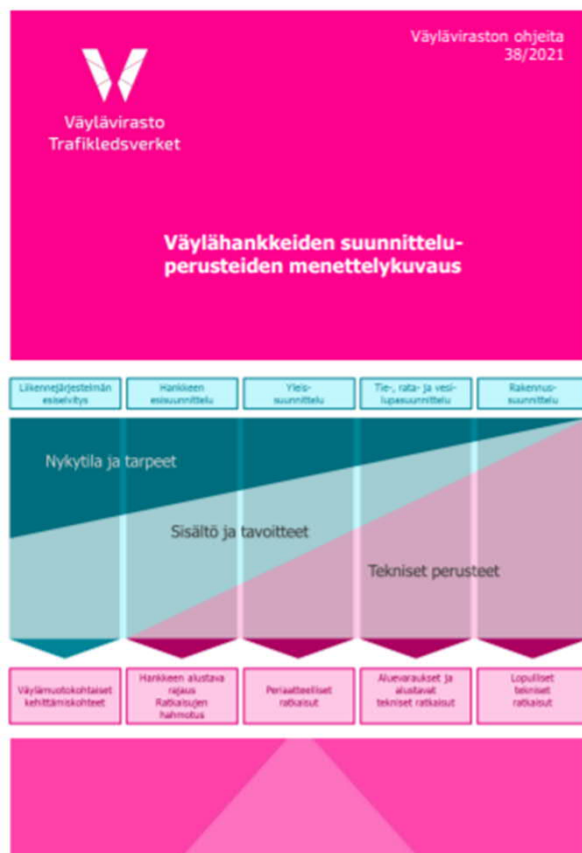 Väyläviraston ohjeita
38/2021
Väylävirasto
Trafikledsverket
Väylähankkeiden suunnittelu-
perusteiden menettelykuvaus
Liikennejärjestelmän
esiselvitys
Hankkeen
esisuunnittelu
Yleis-
suunnittelu
Tie-, rata- ja vesi-
lupasuunnittelu
Rakennus-
suunnittelu
Nykytila ja tarpeet
Sisältö ja tavoitteet
Tekniset perusteet
Väylämuotokohtaiset
kehittämiskohteet
Hankkeen alustava
rajaus
Ratkaisujen
hahmotus
Periaatteelliset
ratkaisut
Aluevaraukset ja
alustavat
tekniset ratkaisut
Lopulliset
tekniset
ratkaisut